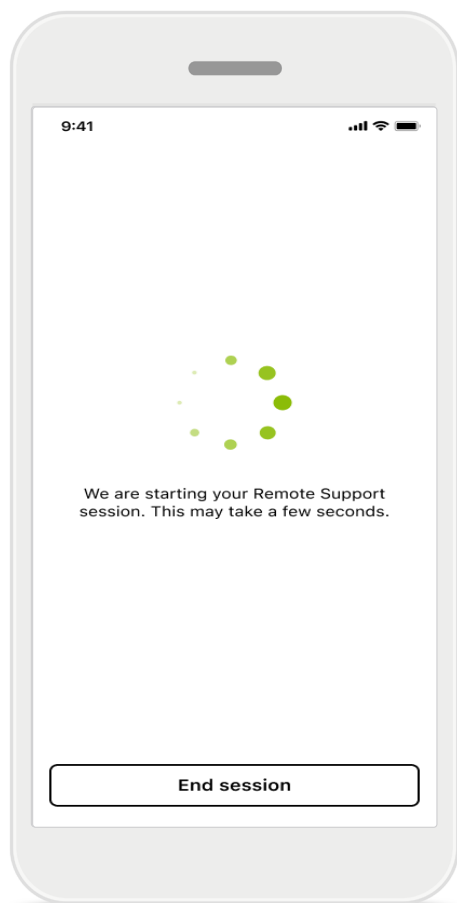 9:41
We are starting your Remote Support
session. This may take a few seconds.
End session